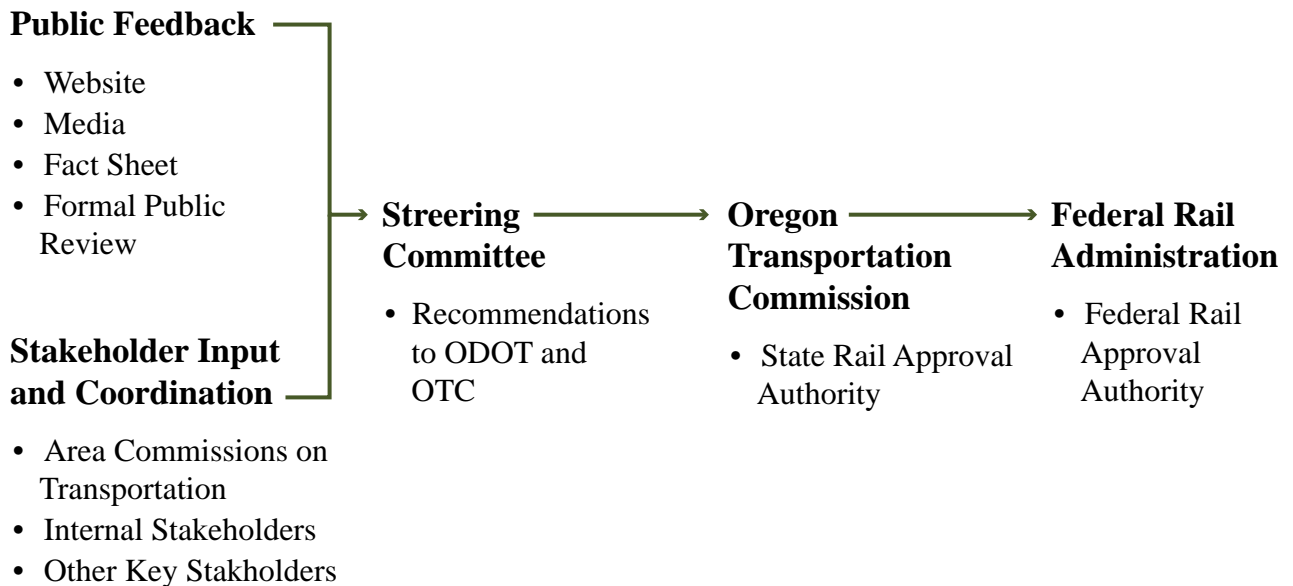 Public Feedback
• Website
• Media
• Fact Sheet
• Formal Public
Review
Stakeholder Input
and Coordination
• Area Commissions on
Transportation
• Internal Stakeholders
• Other Key Stakholders
Streering
Committee
• Recommendations
to ODOT and
OTC
Oregon
Transportation
Commission
• State Rail Approval
Authority
Federal Rail
Administration
• Federal Rail
Approval
Authority